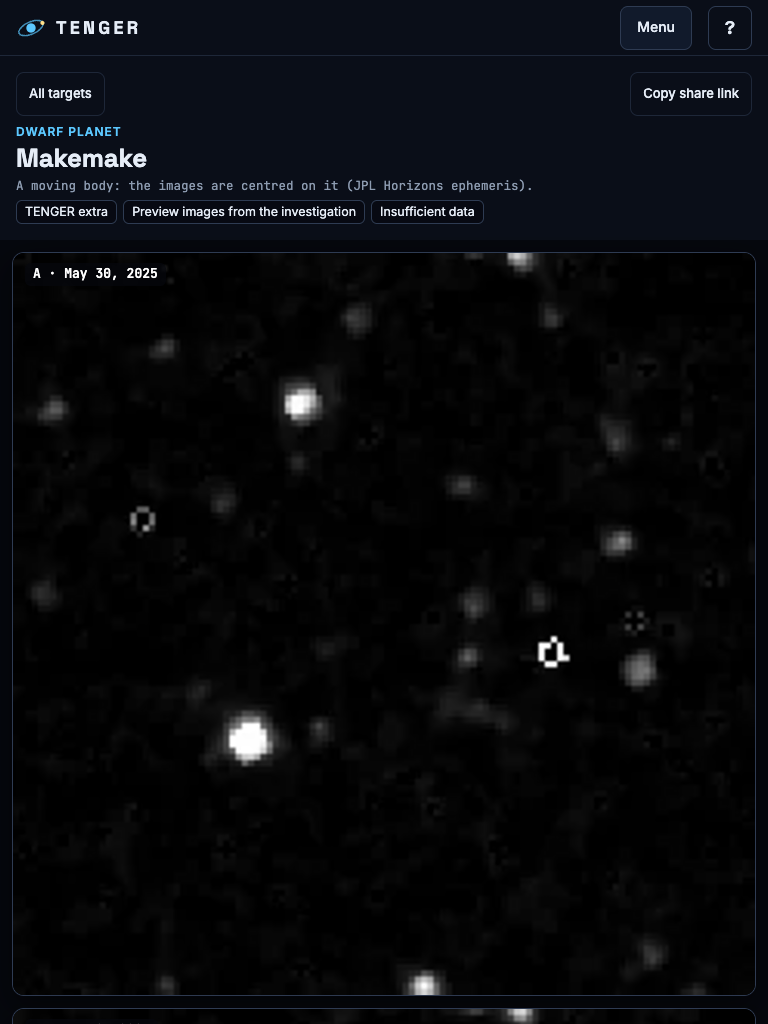 TENGER
Menu
?
All targets
Copy share link
DWARF PLANET
Makemake
A moving body: the images are centred on it (JPL Horizons ephemeris).
TENGER extra
Preview images from the investigation
Insufficient data
A · May 30, 2025